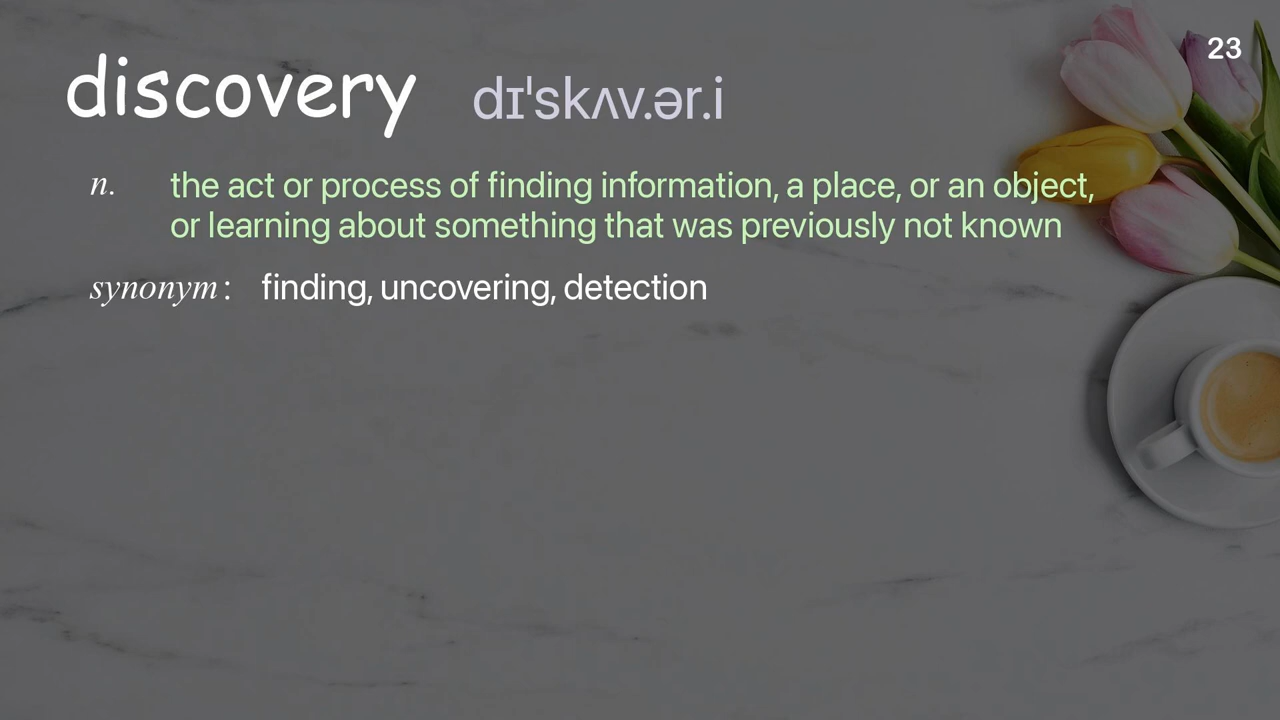 23
discovery dɪˈskʌv.ər.i
n. the act or process of finding information, a place, or an object,
or learning about something that was previously not known
synonym: finding, uncovering, detection